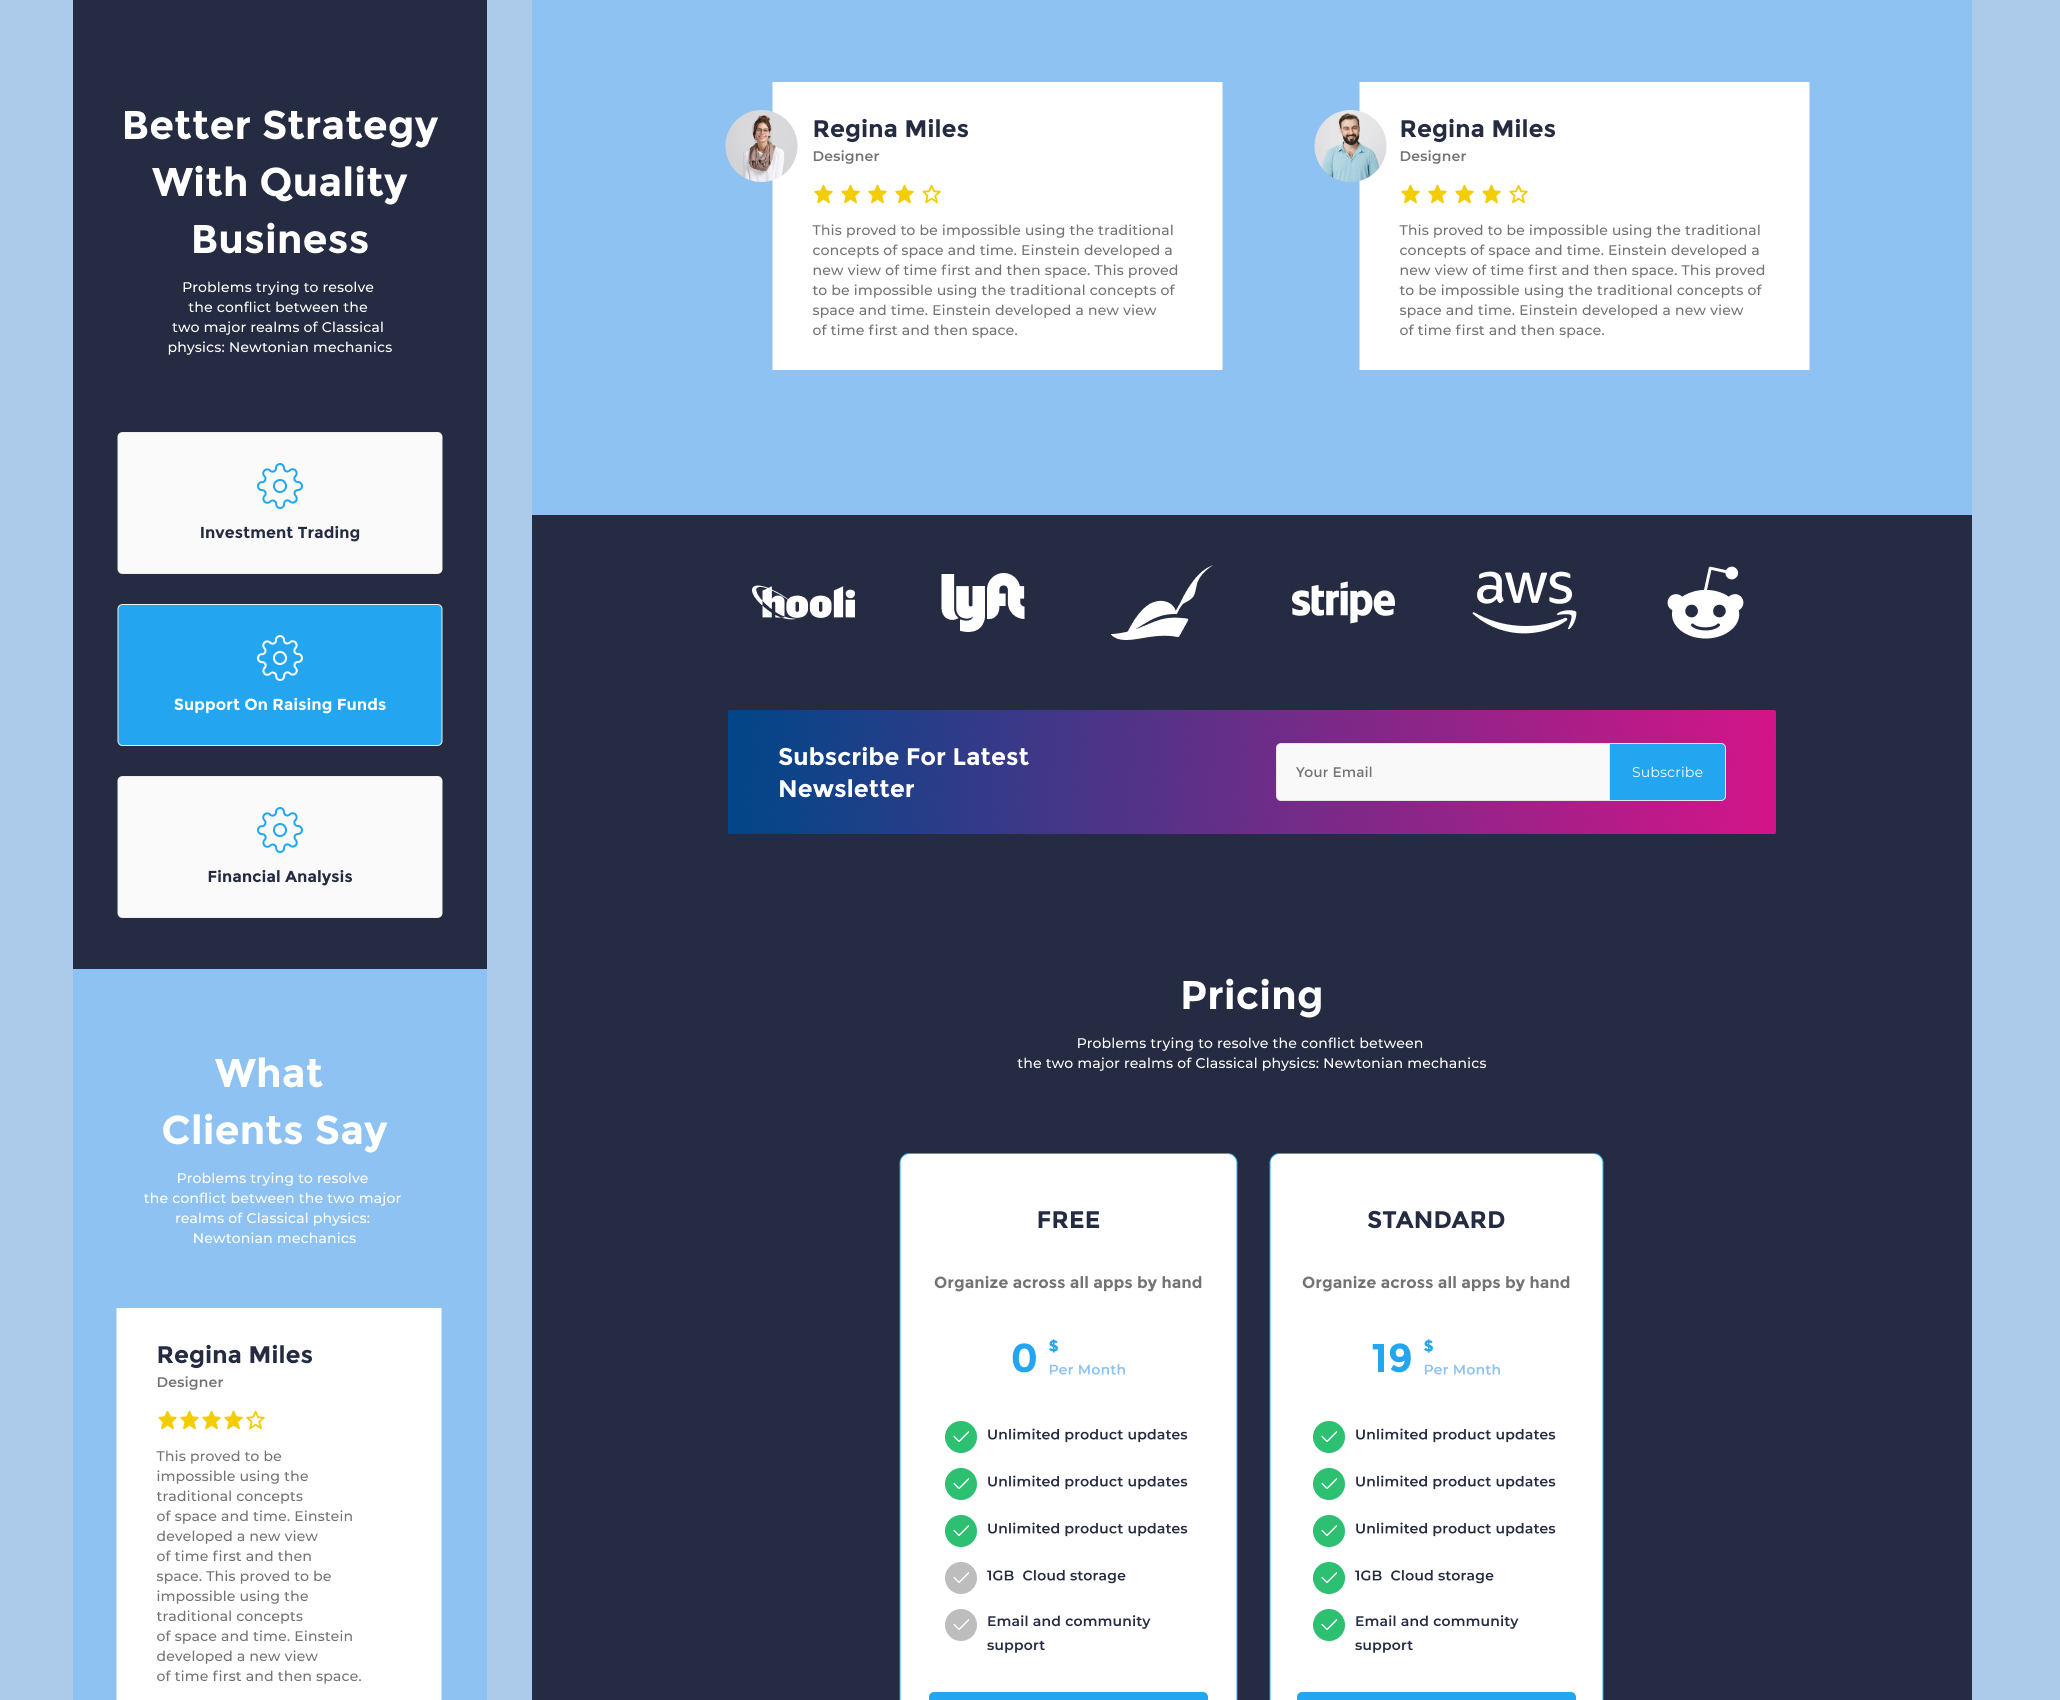 Better Strategy
With Quality
Business
Problems trying to resolve
the conflict between the
two major realms of Classical
physics: Newtonian mechanics
Investment Trading
Support On Raising Funds
Financial Analysis
What
Clients Say
Problems trying to resolve
the conflict between the two major
realms of Classical physics:
Newtonian mechanics
Regina Miles
Designer
This proved to be
impossible using the
traditional concepts
of space and time. Einstein
developed a new view
of time first and then
space. This proved to be
impossible using the
traditional concepts
of space and time. Einstein
developed a new view
of time first and then space.
Regina Miles
Designer
This proved to be impossible using the traditional
concepts of space and time. Einstein developed a
new view of time first and then space. This proved
to be impossible using the traditional concepts of
space and time. Einstein developed a new view
of time first and then space.
Regina Miles
Designer
This proved to be impossible using the traditional
concepts of space and time. Einstein developed a
new view of time first and then space. This proved
to be impossible using the traditional concepts of
space and time. Einstein developed a new view
of time first and then space.
hooli lyft stripe aws
Subscribe For Latest
Newsletter
Your Email
Subscribe
Pricing
Problems trying to resolve the conflict between
the two major realms of Classical physics: Newtonian mechanics
FREE
Organize across all apps by hand
0 $
Per Month
Unlimited product updates
Unlimited product updates
Unlimited product updates
1GB  Cloud storage
Email and community
support
STANDARD
Organize across all apps by hand
19 $
Per Month
Unlimited product updates
Unlimited product updates
Unlimited product updates
1GB  Cloud storage
Email and community
support